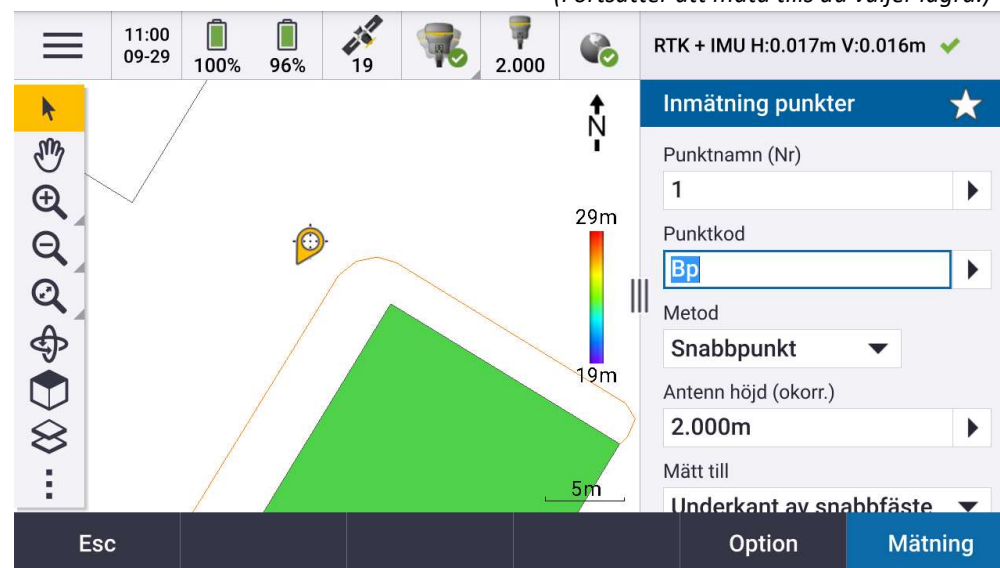 (Fortsätter att mäta tills du väljer lagra.)
11:00
09-29
100%
96%
19
2.000
RTK + IMU H:0.017m V:0.016m
Inmätning punkter
Punktnamn (Nr)
1
Punktkod
Bp
Metod
Snabbpunkt
Antenn höjd (okorr.)
2.000m
Mätt till
Underkant av snabbfäste
N
29m
19m
5m
Esc
Option
Mätning